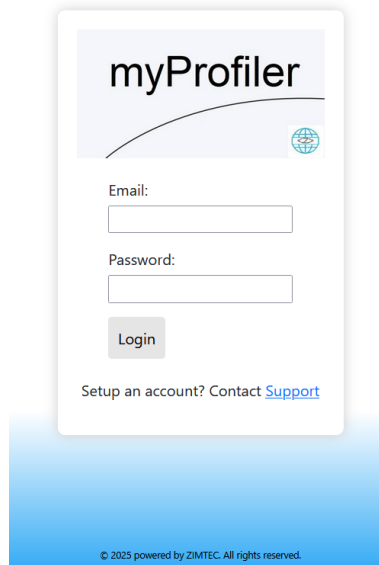 myProfiler
Email:
Password:
Login
Setup an account? Contact Support
© 2025 powered by ZIMTEC. All rights reserved.